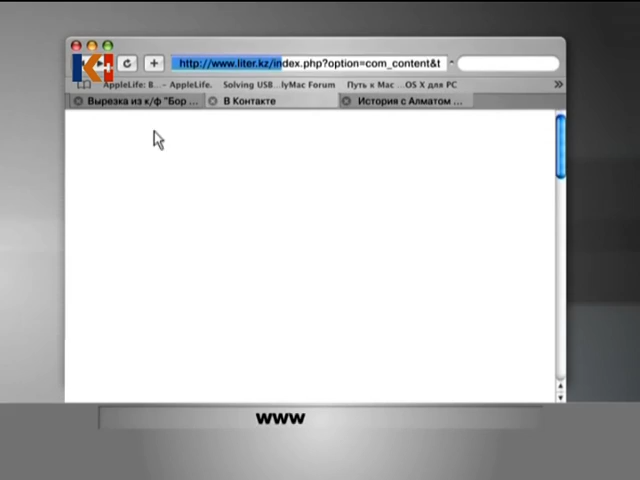 http://www.liter.kz/index.php?option=com_content&t
K+
AppleLife: B...- AppleLife. Solving USB...lyMac Forum Путь к Mac ...OS X для PC
Вырезка из к/ф "Бор ... В Контакте История с Алматом ...
www